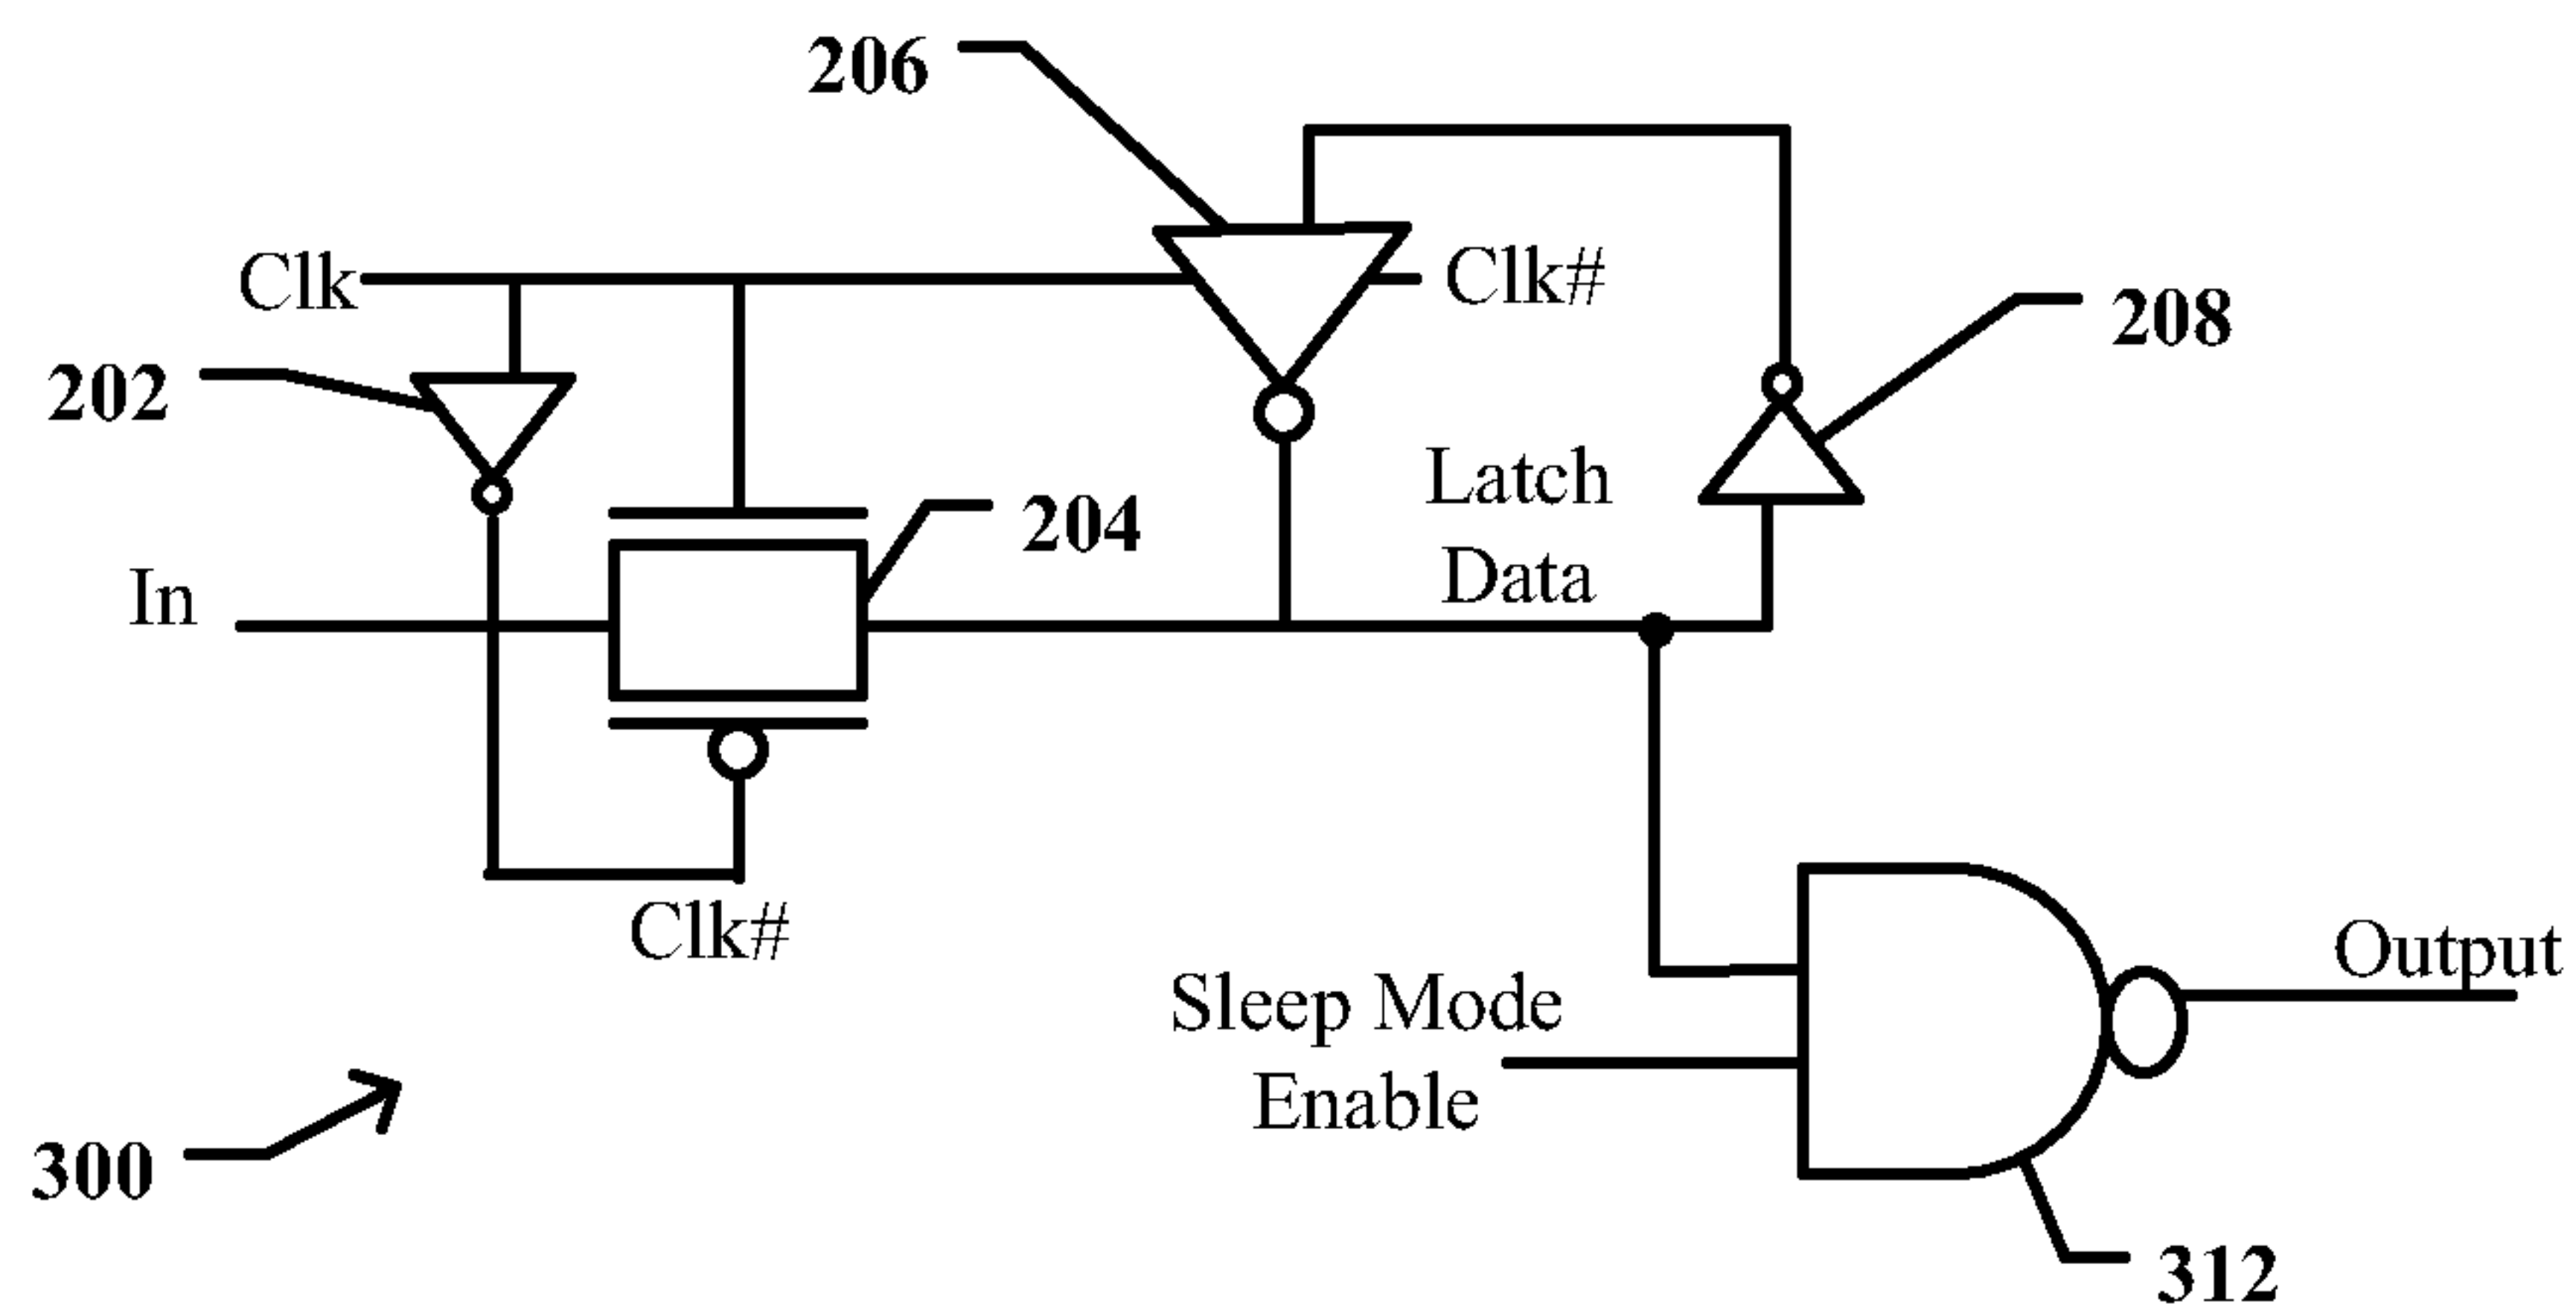 206
Clk
Clk#
208
202
Latch
Data
204
In
Clk#
Output
Sleep Mode
Enable
300
312